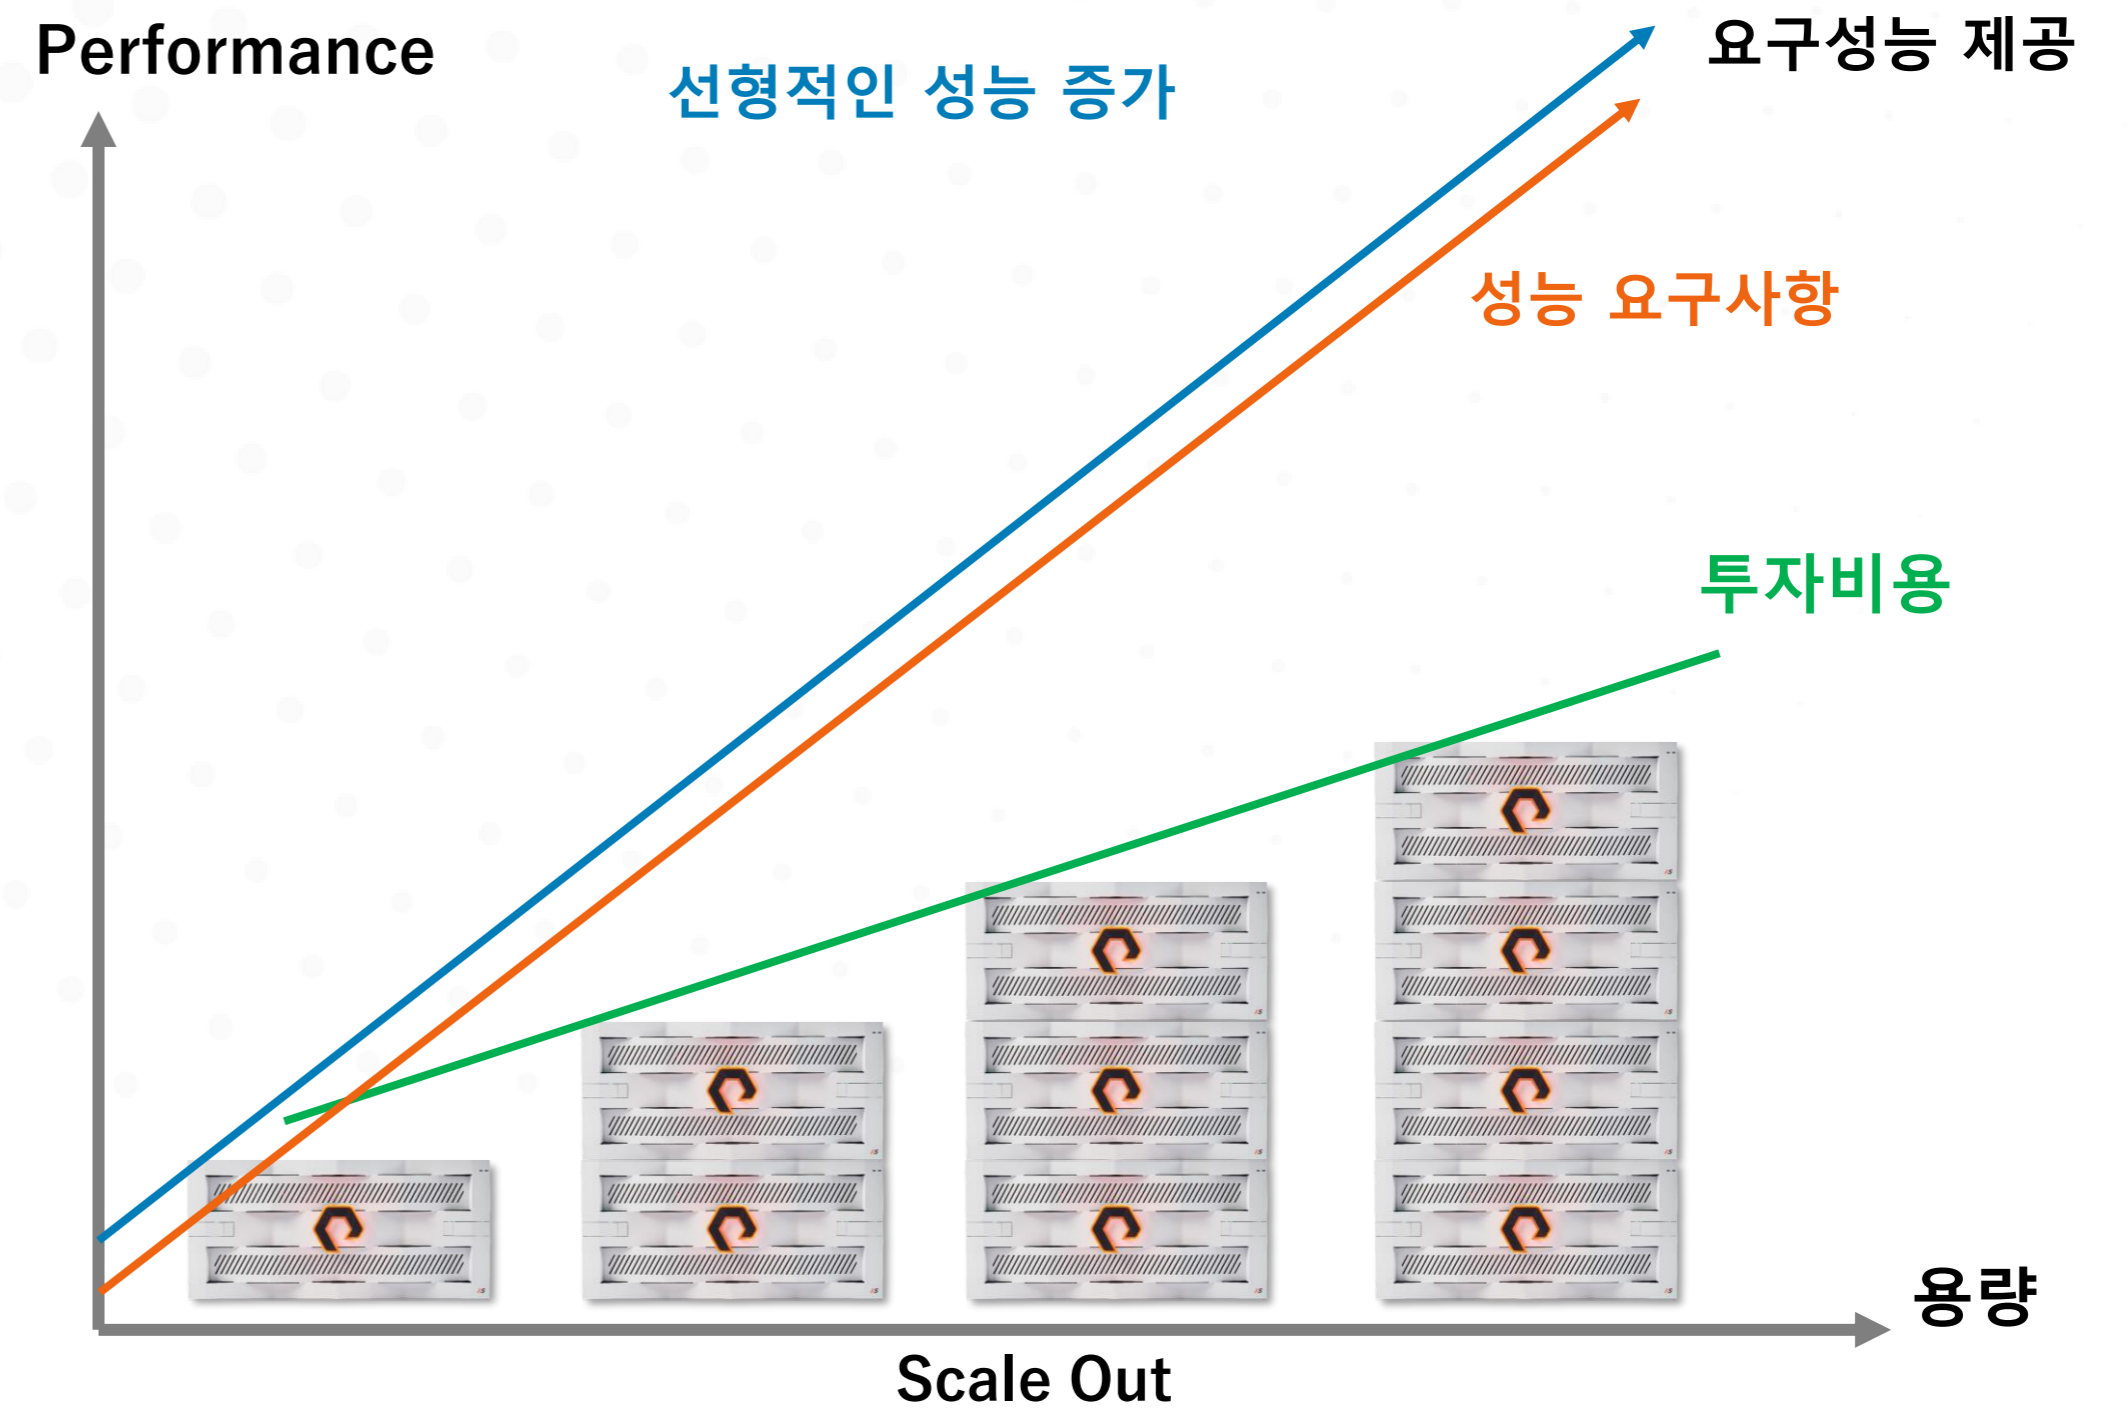 Performance
요구성능 제공
선형적인 성능 증가
성능 요구사항
투자비용
용량
Scale Out